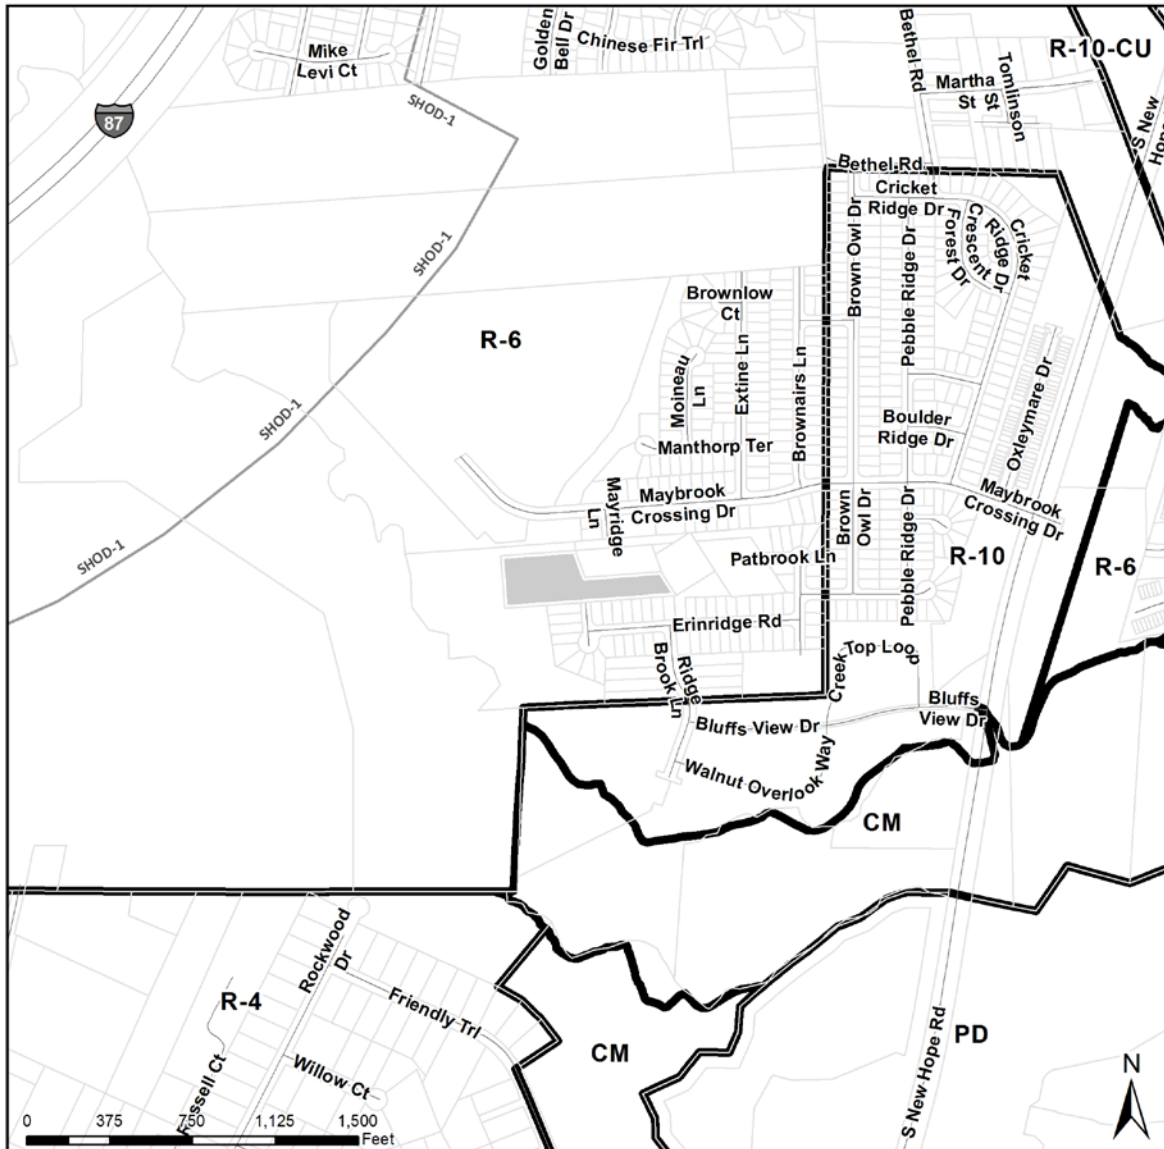 Mike
Levi Ct
Golden
Bell Dr
Chinese Fir Trl
Bethel Rd
R-10-CU
Martha
St
Tomlinson
St
S New
Hope
87
SHOD-1
Bethel Rd
Cricket
Ridge Dr
Cricket
Ridge Dr
Crescent
Forest Dr
SHOD-1
Brown Owl Dr
Pebble Ridge Dr
Brownlow
Ct
R-6
Moineau
Ln
Extine Ln
Brownairs Ln
Oxleymare Dr
SHOD-1
Boulder
Ridge Dr
Manthorp Ter
Mayridge
Ln
Maybrook
Crossing Dr
Brown
Owl Dr
Pebble Ridge Dr
Maybrook
Crossing Dr
SHOD-1
Patbrook Ln
R-10
R-6
Erinridge Rd
Ridge
Brook Ln
Creek
Top Loop
Bluffs
View Dr
Bluffs View Dr
Walnut Overlook Way
CM
Rockwood
Dr
R-4
Friendly Trl
Willow Ct
CM
PD
S New Hope Rd
N
0 375 750 1,125 1,500
Feet